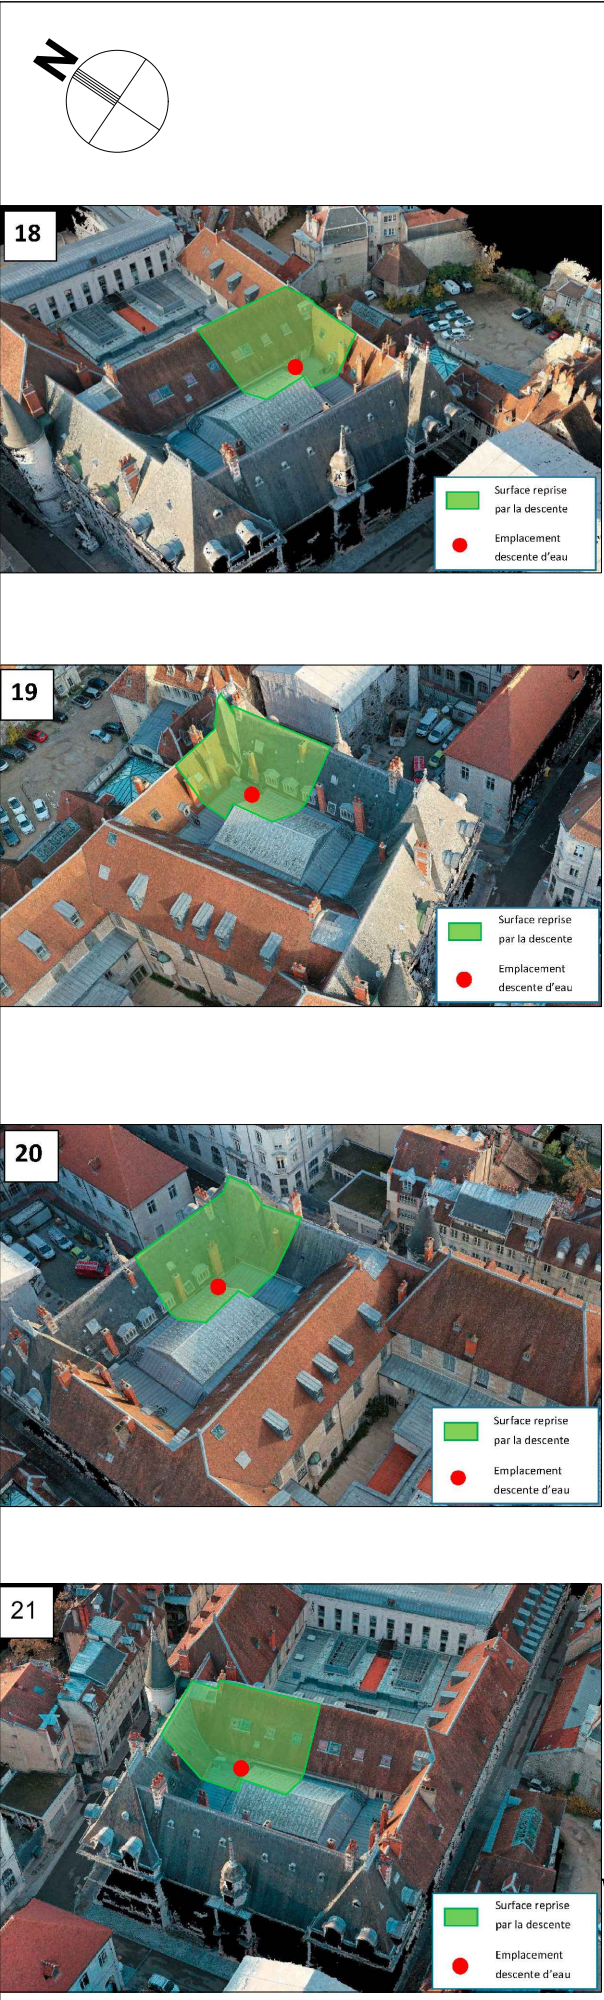 N
18
Surface reprise
par la descente
Emplacement
descente d'eau
19
Surface reprise
par la descente
Emplacement
descente d'eau
20
Surface reprise
par la descente
Emplacement
descente d'eau
21
Surface reprise
par la descente
Emplacement
descente d'eau